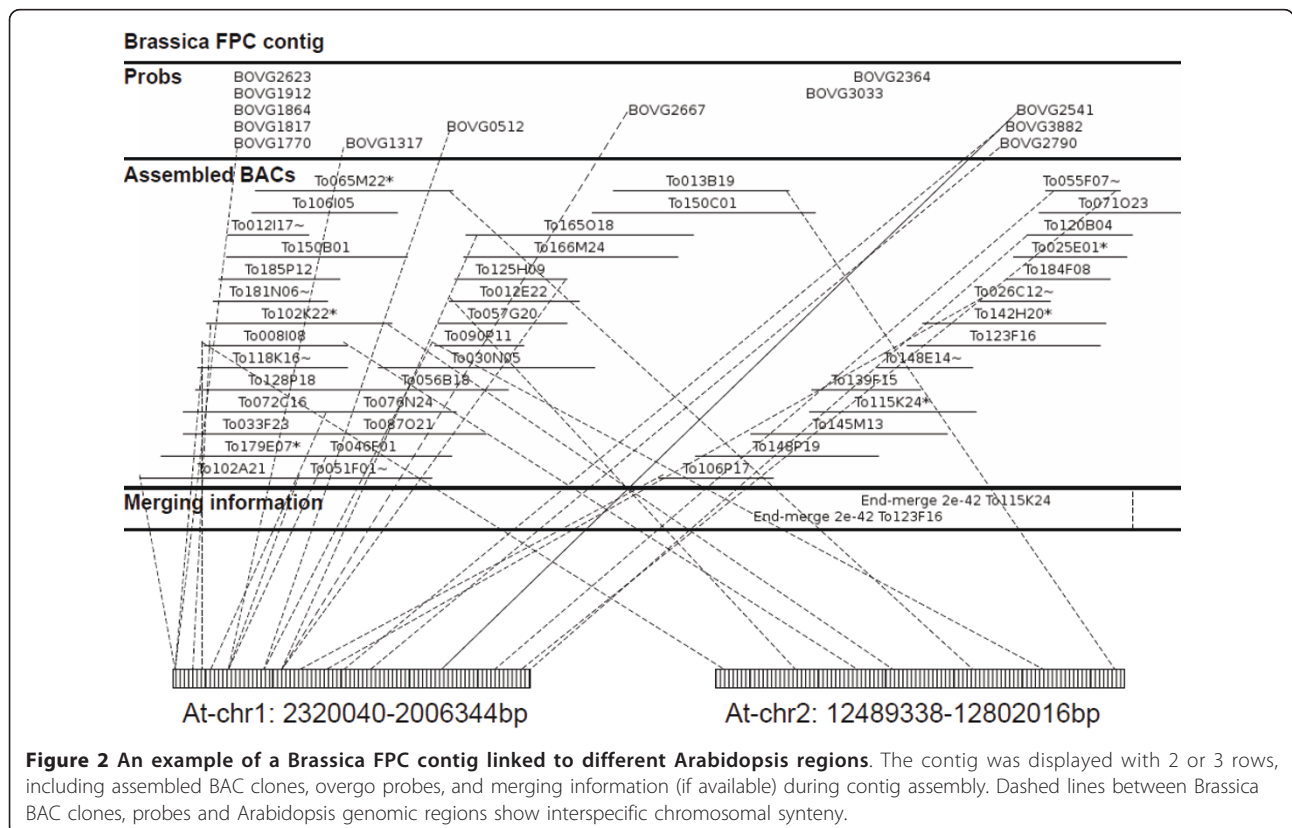 Brassica FPC contig
Probs
BOVG2623
BOVG2364
BOVG1912
BOVG3033
BOVG1864
BOVG2667
BOVG2541
BOVG1817
BOVG0512
BOVG3882
BOVG1770
BOVG1317
BOVG2790
Assembled BACs
To065M22*
To013B19
To055F07~
To106I05
To150C01
To071O23
To012I17~
To165O18
To120B04
To150B01
To166M24
To025E01*
To185P12
To125H09
To184F08
To181N06~
To012E22
To026C12~
To102K22*
To057G20
To142H20*
To008I08
To090P11
To123F16
To118K16~
To030N05
To148E14~
To128P18
To056B18
To139F15
To072C16
To076N24
To115K24*
To033F23
To087O21
To145M13
To179E07*
To046F01
To148P19
To102A21
To051F01~
To106P17
Merging information
End-merge 2e-42 To115K24
End-merge 2e-42 To123F16
At-chr1: 2320040-2006344bp
At-chr2: 12489338-12802016bp
Figure 2 An example of a Brassica FPC contig linked to different Arabidopsis regions. The contig was displayed with 2 or 3 rows,
including assembled BAC clones, overgo probes, and merging information (if available) during contig assembly. Dashed lines between Brassica
BAC clones, probes and Arabidopsis genomic regions show interspecific chromosomal synteny.